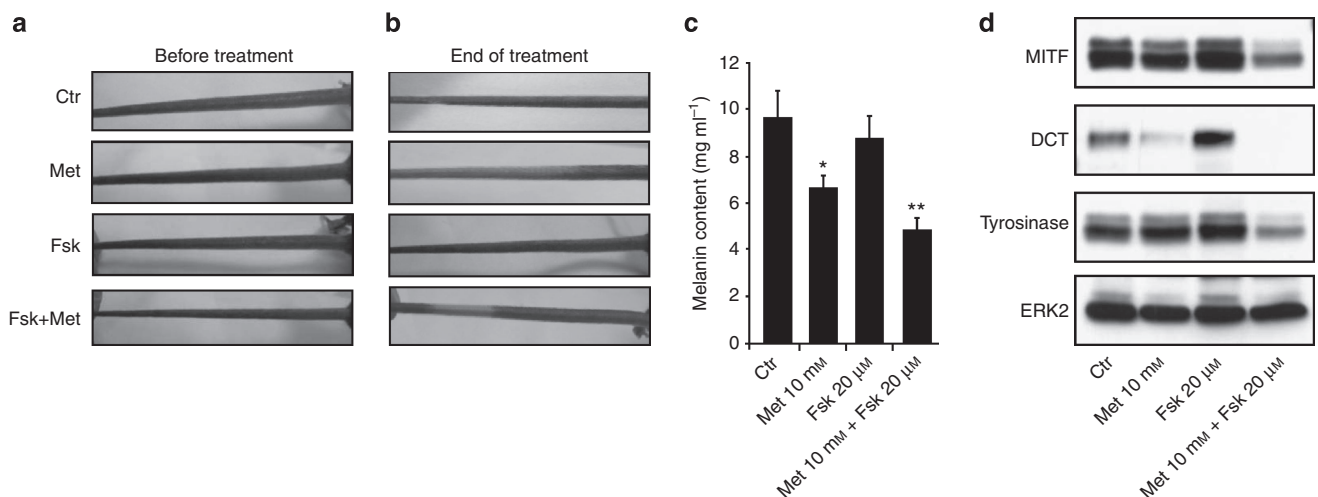 a
Before treatment
Ctr
Met
Fsk
Fsk+Met
b
End of treatment
c
Melanin content (mg ml⁻¹)
12
10
8
6
4
2
0
*
**
Ctr
Met 10 mM
Fsk 20 µM
Met 10 mM + Fsk 20 µM
d
MITF
DCT
Tyrosinase
ERK2
Ctr
Met 10 mM
Fsk 20 µM
Met 10 mM + Fsk 20 µM